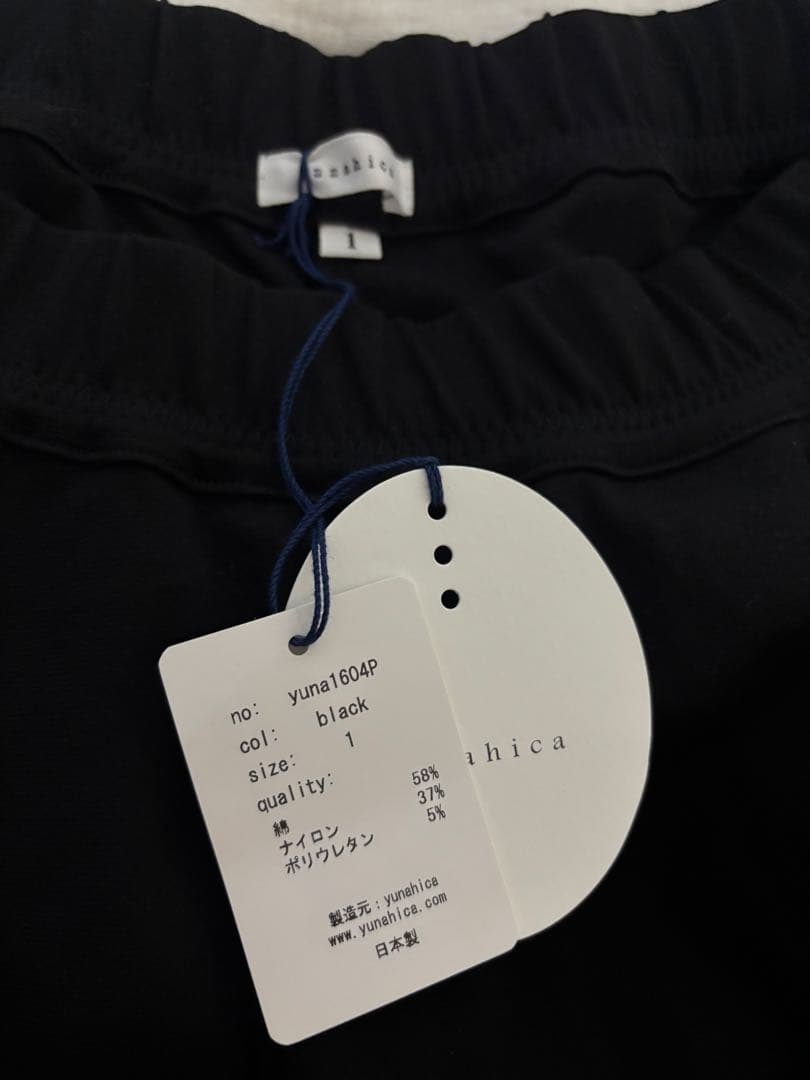 1
no: yuna1604P
col: black
size: 1
quality:
綿 58%
ナイロン 37%
ポリウレタン 5%
製造元：yunahica
www.yunahica.com
日本製
ahica